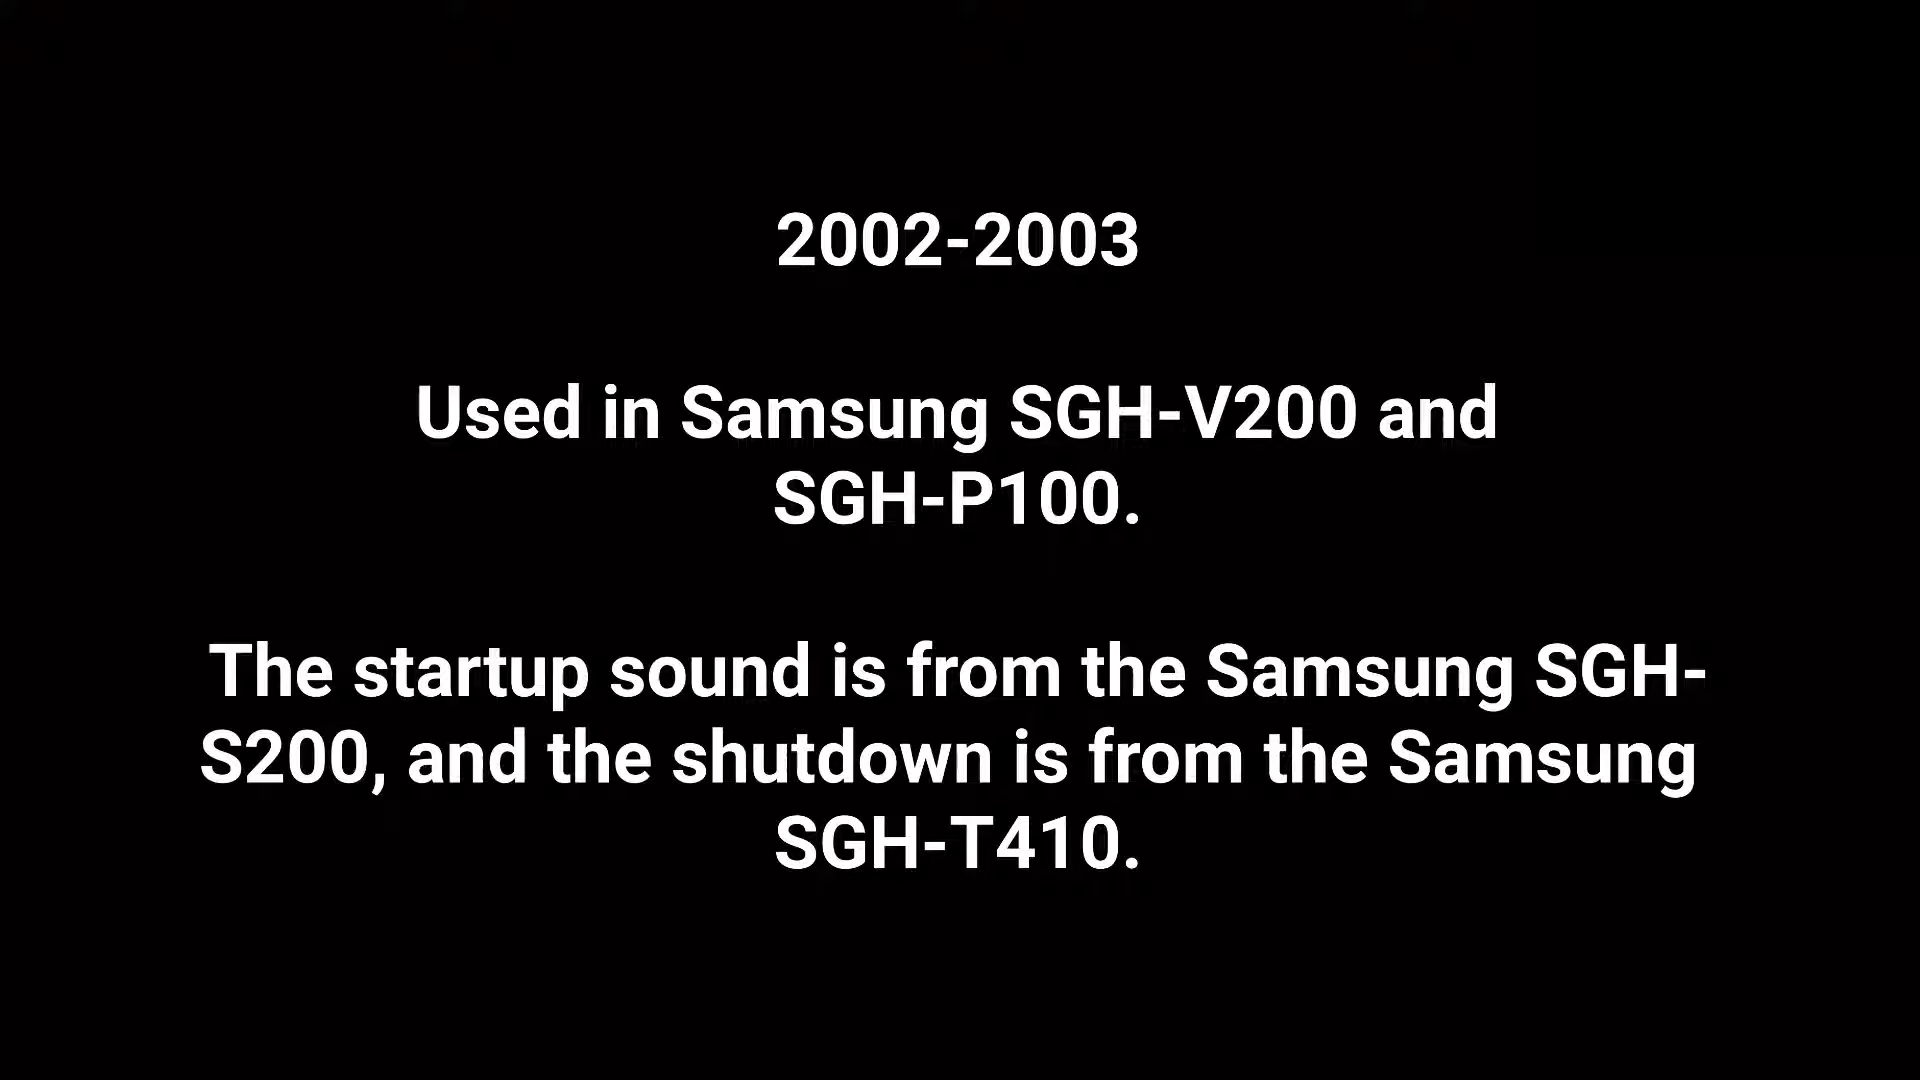 2002-2003
Used in Samsung SGH-V200 and
SGH-P100.
The startup sound is from the Samsung SGH-
S200, and the shutdown is from the Samsung
SGH-T410.